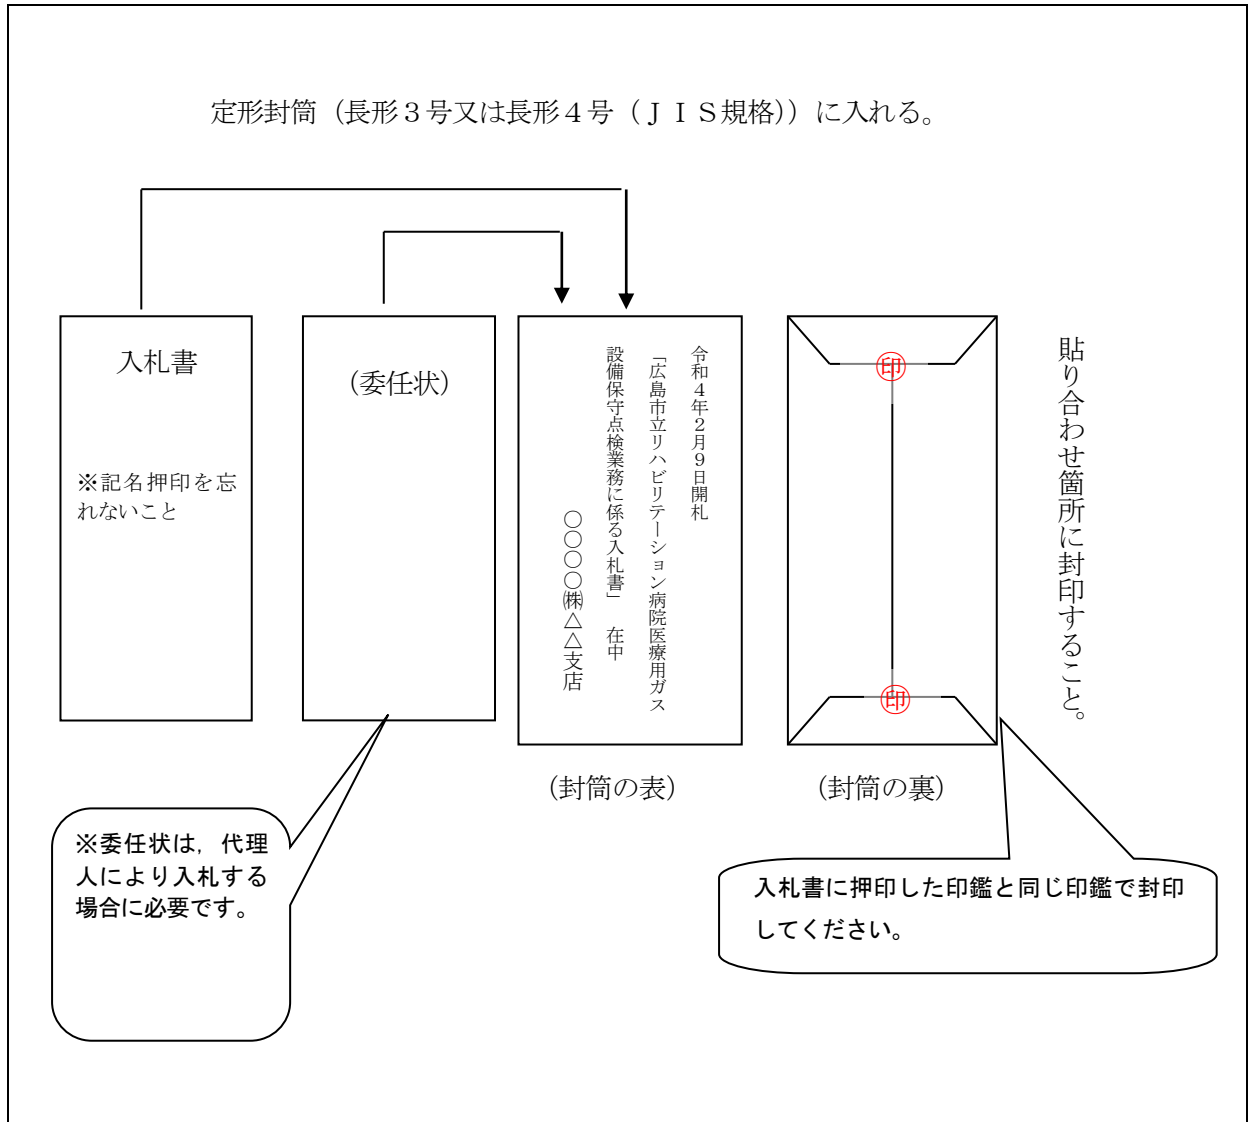 定形封筒（長形３号又は長形４号（ＪＩＳ規格））に入れる。
入札書
※記名押印を忘
れないこと
（委任状）
令和４年２月９日開札
「広島市立リハビリテーション病院医療用ガス
設備保守点検業務に係る入札書」　在中
〇〇〇〇㈱△△支店
印
印
貼り合わせ箇所に封印すること。
（封筒の表）
（封筒の裏）
※委任状は，代理
人により入札する
場合に必要です。
入札書に押印した印鑑と同じ印鑑で封印
してください。